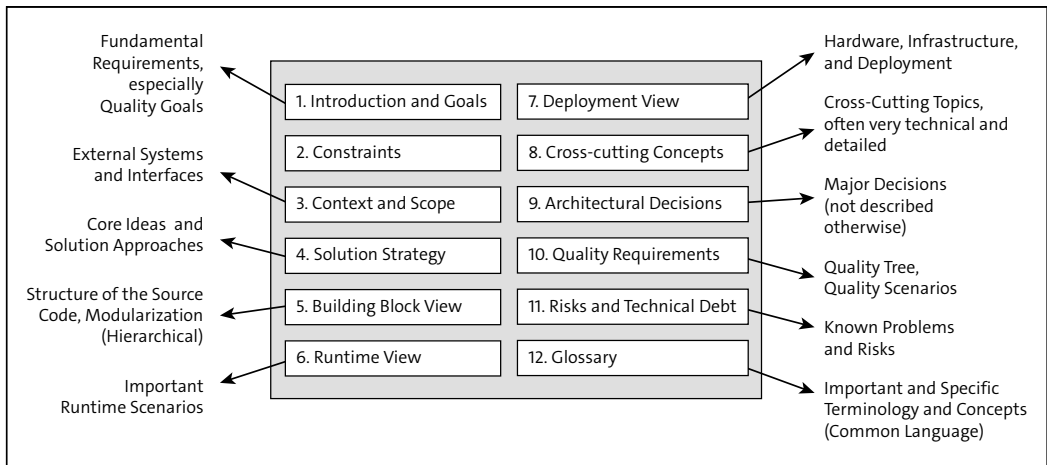 Fundamental
Requirements,
especially
Quality Goals
External Systems
and Interfaces
Core Ideas and
Solution Approaches
Structure of the Source
Code, Modularization
(Hierarchical)
Important
Runtime Scenarios
1. Introduction and Goals
2. Constraints
3. Context and Scope
4. Solution Strategy
5. Building Block View
6. Runtime View
7. Deployment View
8. Cross-cutting Concepts
9. Architectural Decisions
10. Quality Requirements
11. Risks and Technical Debt
12. Glossary
Hardware, Infrastructure,
and Deployment
Cross-Cutting Topics,
often very technical and
detailed
Major Decisions
(not described
otherwise)
Quality Tree,
Quality Scenarios
Known Problems
and Risks
Important and Specific
Terminology and Concepts
(Common Language)